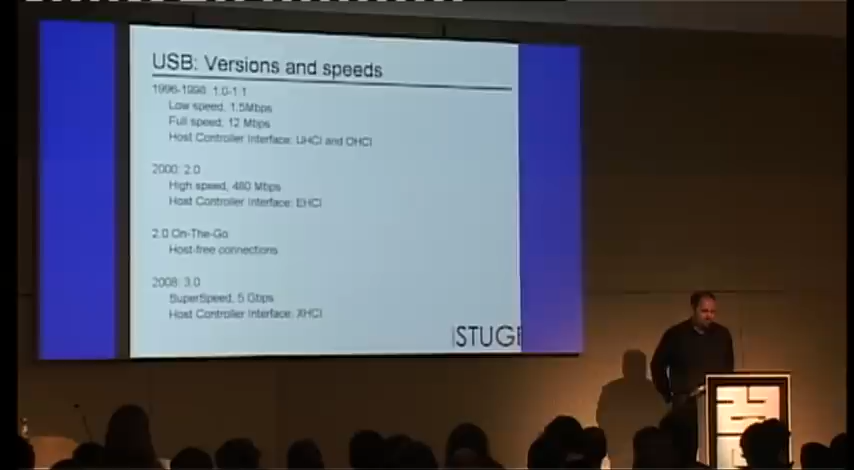 USB: Versions and speeds
1996-1998: 1.0-1.1
Low speed, 1.5Mbps
Full speed, 12 Mbps
Host Controller Interface: UHCI and OHCI
2000: 2.0
High speed, 480 Mbps
Host Controller Interface: EHCI
2.0 On-The-Go
Host-free connections
2008: 3.0
SuperSpeed, 5 Gbps
Host Controller Interface: XHCI
STUGE